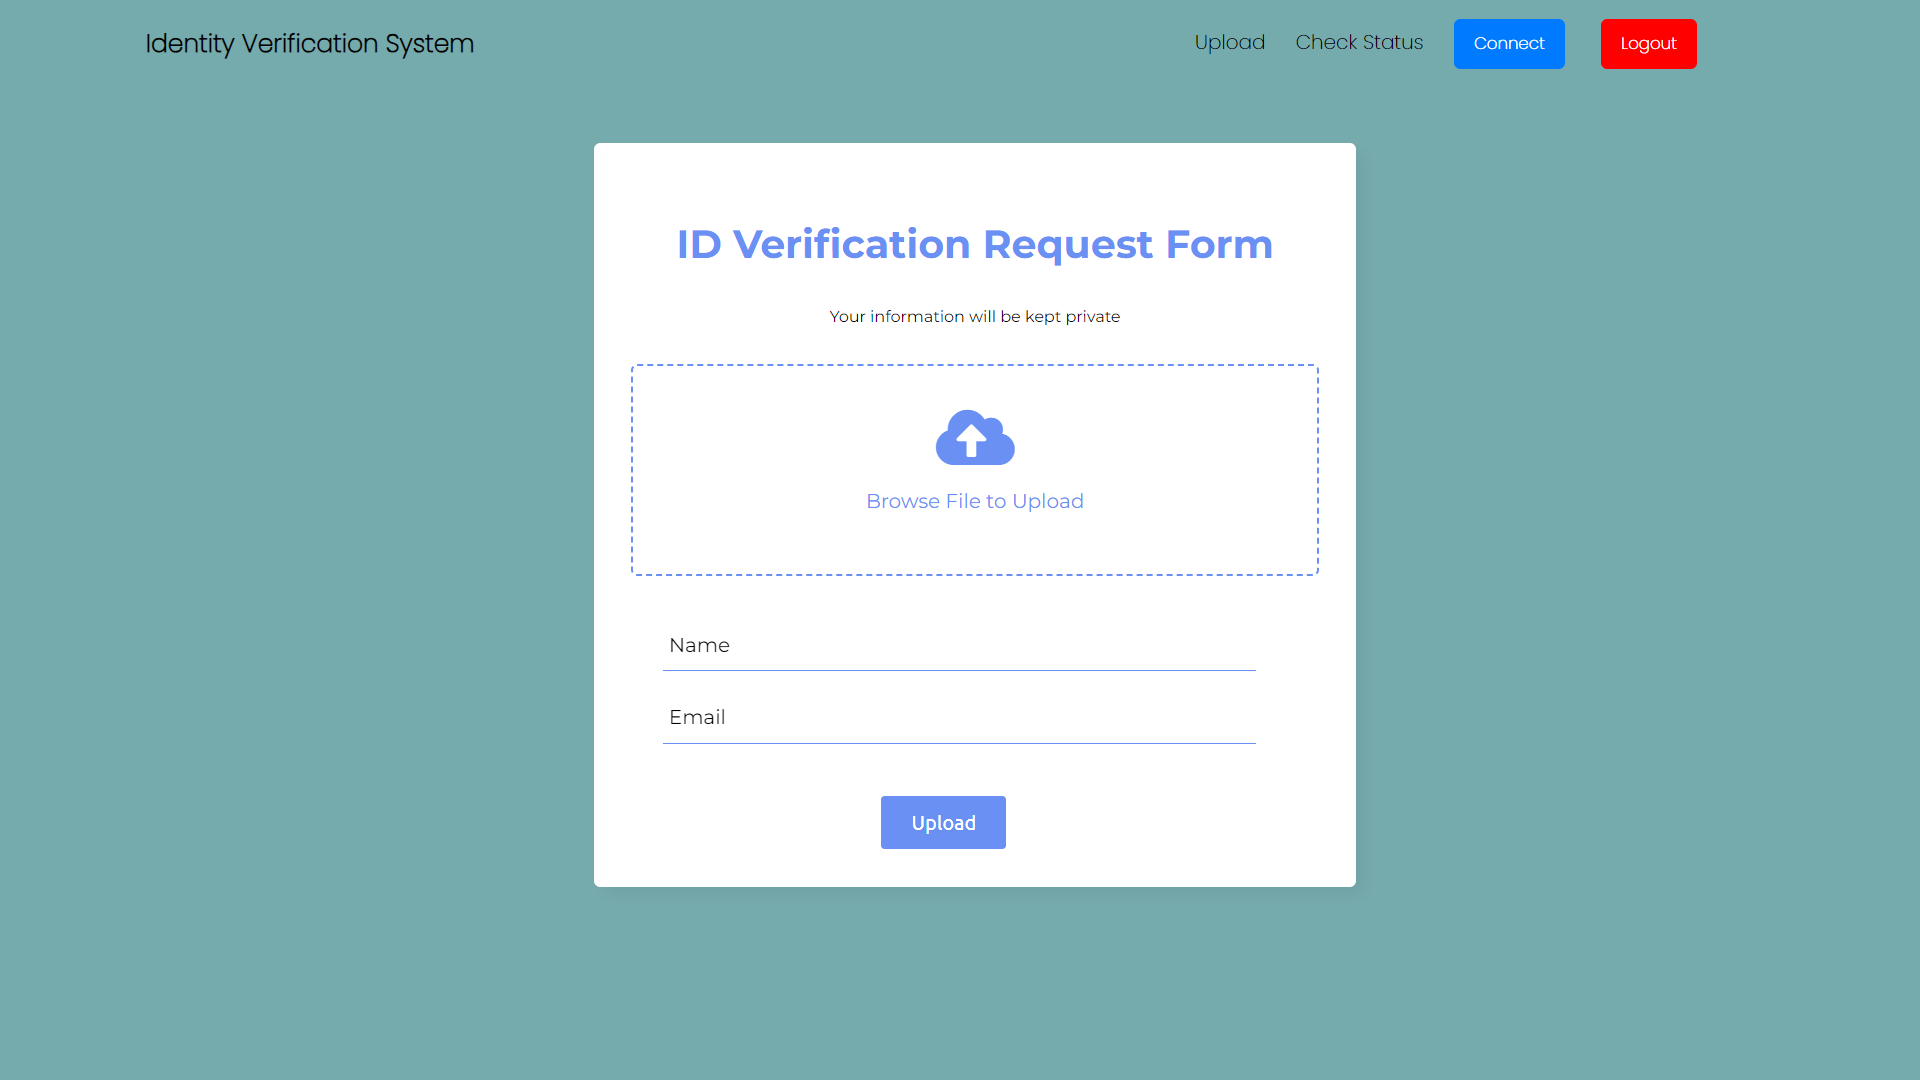 Identity Verification System
Upload
Check Status
Connect
Logout
ID Verification Request Form
Your information will be kept private
Browse File to Upload
Name
Email
Upload